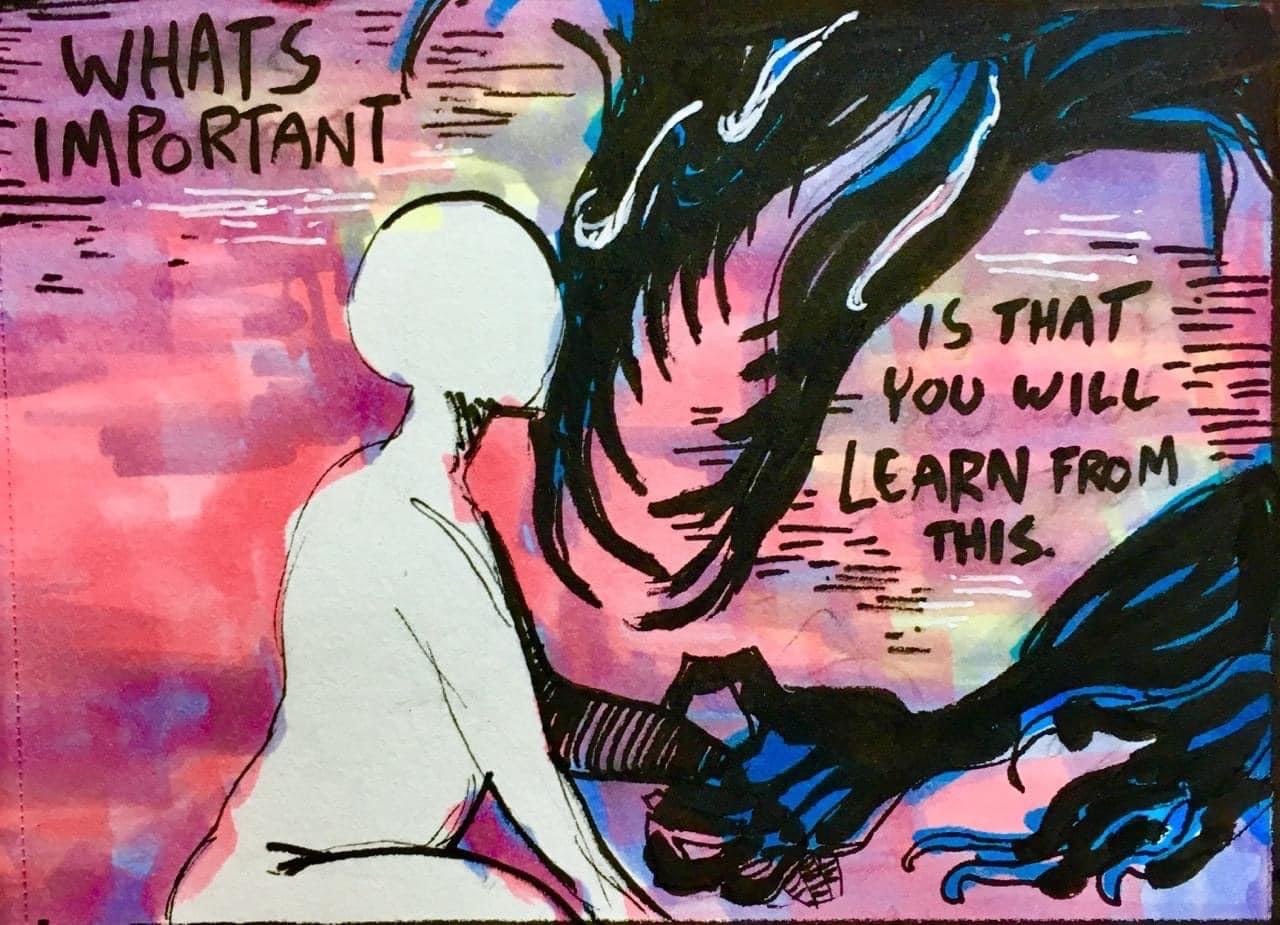 WHATS
IMPORTANT
IS THAT
YOU WILL
LEARN FROM
THIS.